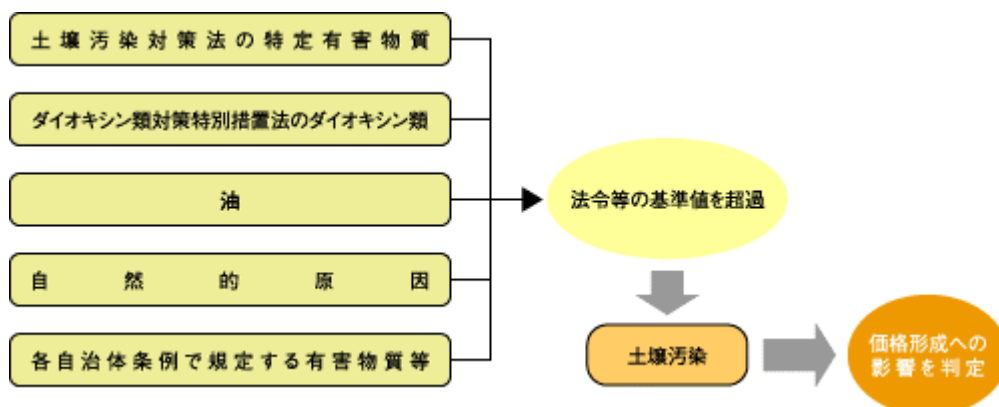 土壌汚染対策法の特定有害物質
ダイオキシン類対策特別措置法のダイオキシン類
油
自然的原因
各自治体条例で規定する有害物質等
法令等の基準値を超過
土壌汚染
価格形成への
影響を判定